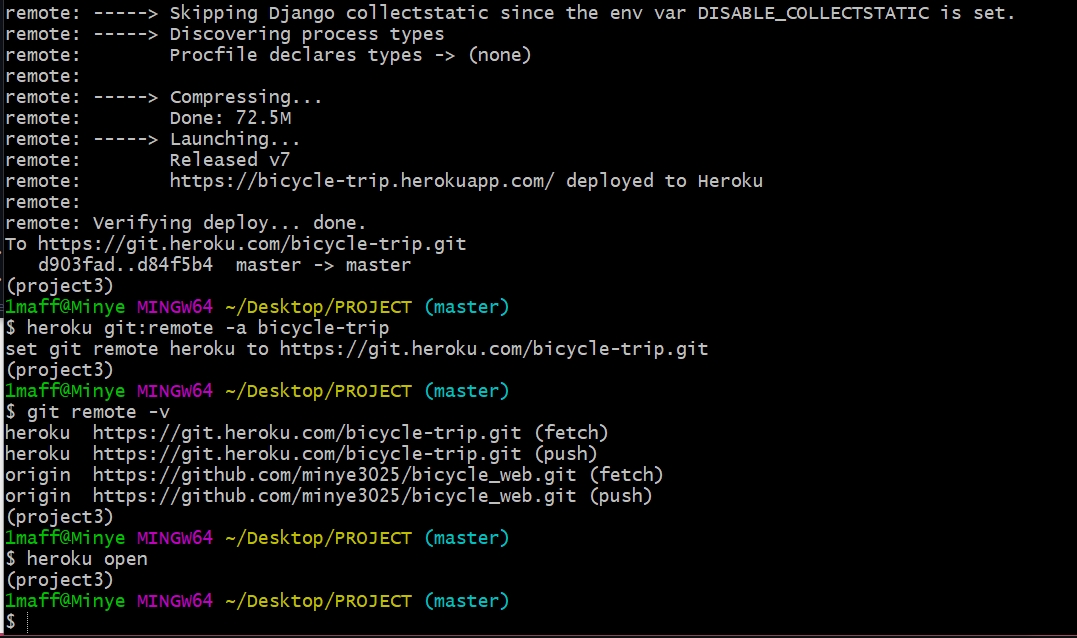 remote: -----> Skipping Django collectstatic since the env var DISABLE_COLLECTSTATIC is set.
remote: -----> Discovering process types
remote:        Procfile declares types -> (none)
remote:
remote: -----> Compressing...
remote:        Done: 72.5M
remote: -----> Launching...
remote:        Released v7
remote:        https://bicycle-trip.herokuapp.com/ deployed to Heroku
remote:
remote: Verifying deploy... done.
To https://git.heroku.com/bicycle-trip.git
   d903fad..d84f5b4  master -> master
(project3)
1maff@Minye MINGW64 ~/Desktop/PROJECT (master)
$ heroku git:remote -a bicycle-trip
set git remote heroku to https://git.heroku.com/bicycle-trip.git
(project3)
1maff@Minye MINGW64 ~/Desktop/PROJECT (master)
$ git remote -v
heroku  https://git.heroku.com/bicycle-trip.git (fetch)
heroku  https://git.heroku.com/bicycle-trip.git (push)
origin  https://github.com/minye3025/bicycle_web.git (fetch)
origin  https://github.com/minye3025/bicycle_web.git (push)
(project3)
1maff@Minye MINGW64 ~/Desktop/PROJECT (master)
$ heroku open
(project3)
1maff@Minye MINGW64 ~/Desktop/PROJECT (master)
$